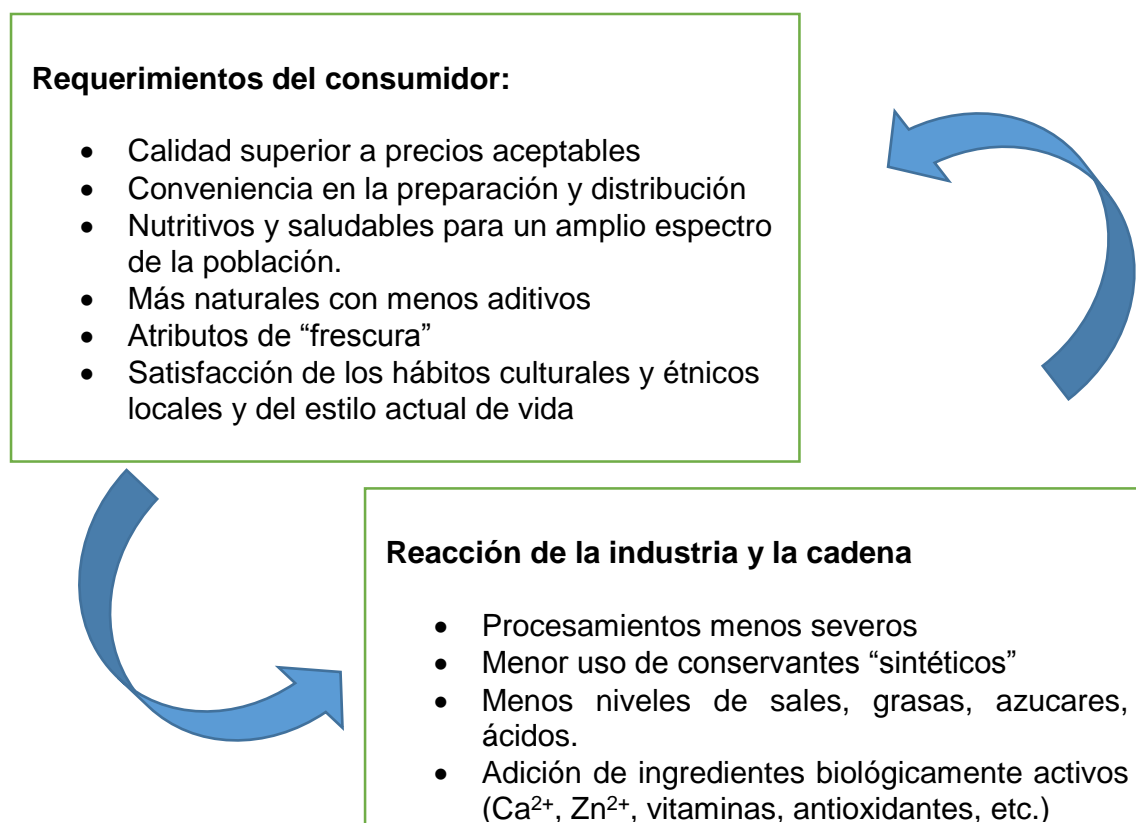 Requerimientos del consumidor:
• Calidad superior a precios aceptables
• Conveniencia en la preparación y distribución
• Nutritivos y saludables para un amplio espectro
de la población.
• Más naturales con menos aditivos
• Atributos de “frescura”
• Satisfacción de los hábitos culturales y étnicos
locales y del estilo actual de vida
Reacción de la industria y la cadena
• Procesamientos menos severos
• Menor uso de conservantes “sintéticos”
• Menos niveles de sales, grasas, azucares,
ácidos.
• Adición de ingredientes biológicamente activos
(Ca²⁺, Zn²⁺, vitaminas, antioxidantes, etc.)